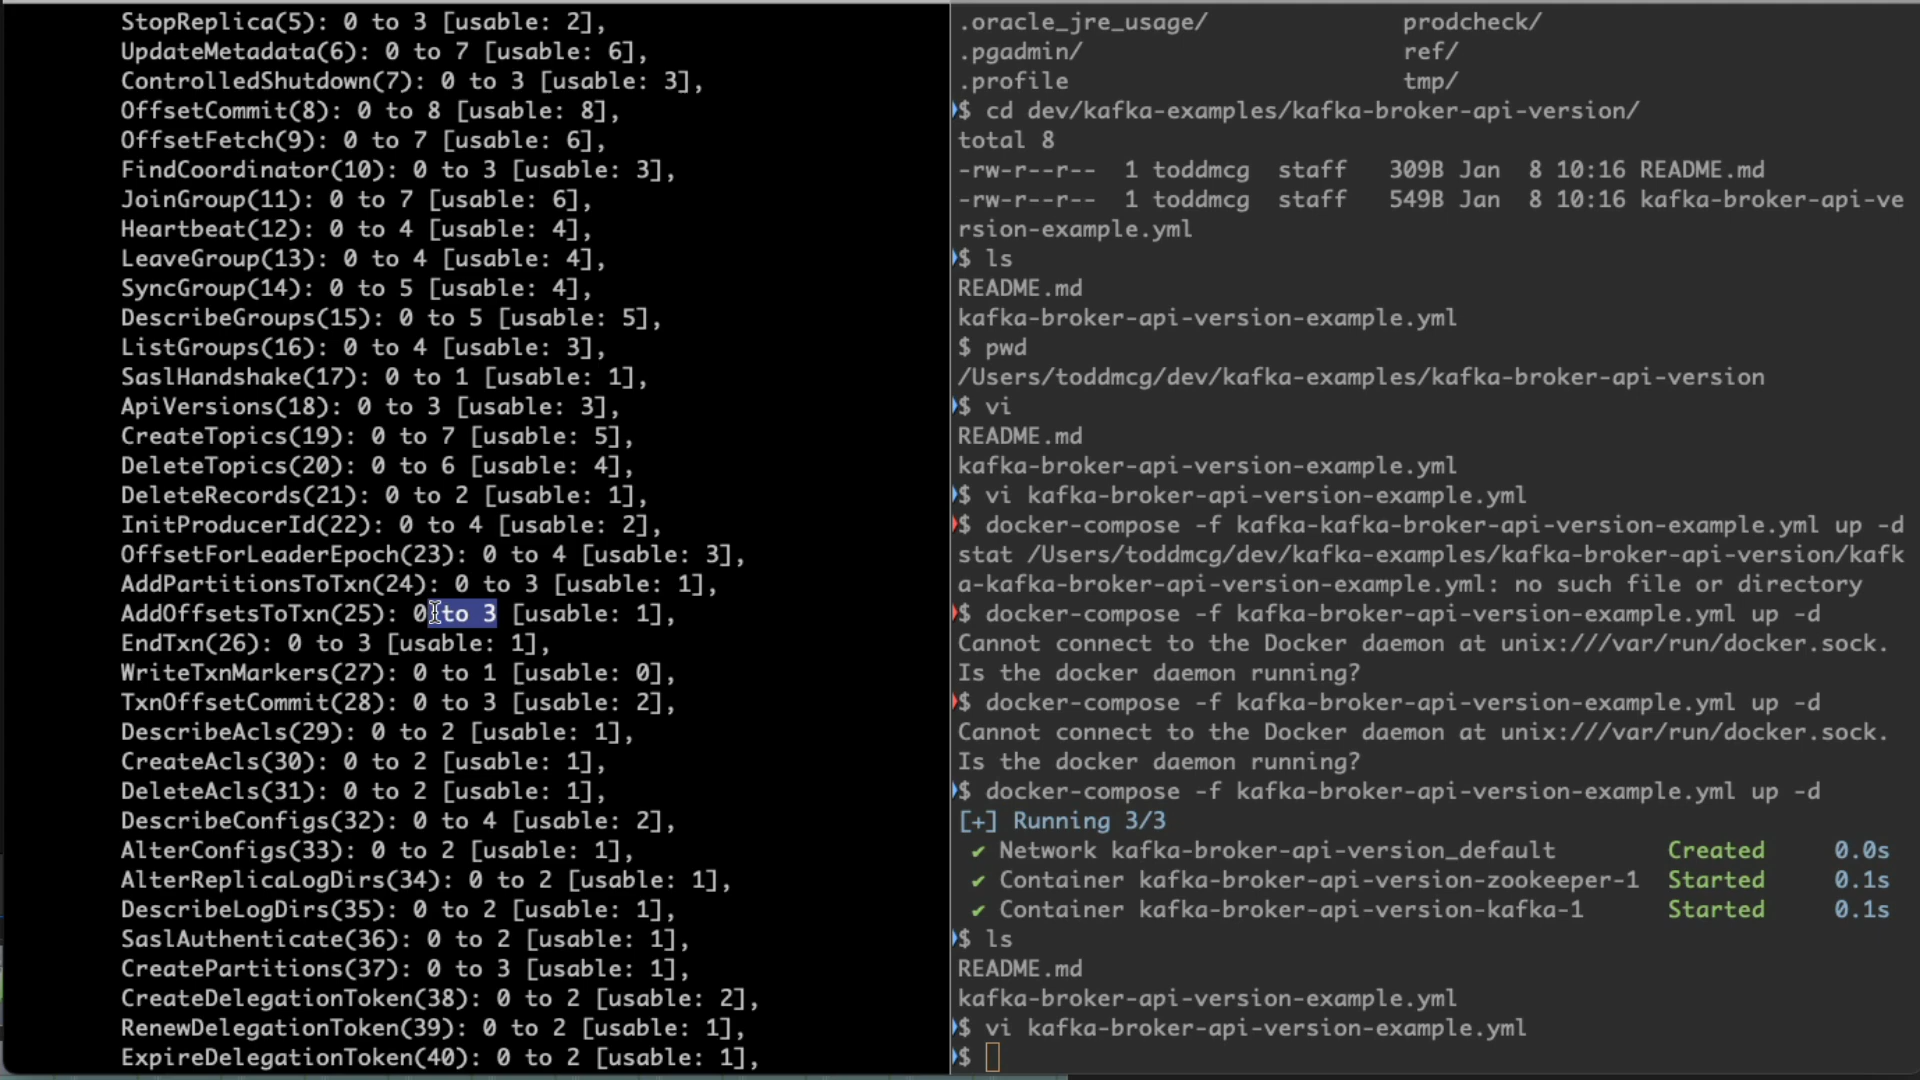 StopReplica(5): 0 to 3 [usable: 2],
UpdateMetadata(6): 0 to 7 [usable: 6],
ControlledShutdown(7): 0 to 3 [usable: 3],
OffsetCommit(8): 0 to 8 [usable: 8],
OffsetFetch(9): 0 to 7 [usable: 6],
FindCoordinator(10): 0 to 3 [usable: 3],
JoinGroup(11): 0 to 7 [usable: 6],
Heartbeat(12): 0 to 4 [usable: 4],
LeaveGroup(13): 0 to 4 [usable: 4],
SyncGroup(14): 0 to 5 [usable: 4],
DescribeGroups(15): 0 to 5 [usable: 5],
ListGroups(16): 0 to 4 [usable: 3],
SaslHandshake(17): 0 to 1 [usable: 1],
ApiVersions(18): 0 to 3 [usable: 3],
CreateTopics(19): 0 to 7 [usable: 5],
DeleteTopics(20): 0 to 6 [usable: 4],
DeleteRecords(21): 0 to 2 [usable: 1],
InitProducerId(22): 0 to 4 [usable: 2],
OffsetForLeaderEpoch(23): 0 to 4 [usable: 3],
AddPartitionsToTxn(24): 0 to 3 [usable: 1],
AddOffsetsToTxn(25): 0 to 3 [usable: 1],
EndTxn(26): 0 to 3 [usable: 1],
WriteTxnMarkers(27): 0 to 1 [usable: 0],
TxnOffsetCommit(28): 0 to 3 [usable: 2],
DescribeAcls(29): 0 to 2 [usable: 1],
CreateAcls(30): 0 to 2 [usable: 1],
DeleteAcls(31): 0 to 2 [usable: 1],
DescribeConfigs(32): 0 to 4 [usable: 2],
AlterConfigs(33): 0 to 2 [usable: 1],
AlterReplicaLogDirs(34): 0 to 2 [usable: 1],
DescribeLogDirs(35): 0 to 2 [usable: 1],
SaslAuthenticate(36): 0 to 2 [usable: 1],
CreatePartitions(37): 0 to 3 [usable: 1],
CreateDelegationToken(38): 0 to 2 [usable: 2],
RenewDelegationToken(39): 0 to 2 [usable: 1],
ExpireDelegationToken(40): 0 to 2 [usable: 1],
.oracle_jre_usage/ prodcheck/
.pgadmin/ ref/
.profile tmp/
$ cd dev/kafka-examples/kafka-broker-api-version/
total 8
-rw-r--r-- 1 toddmcg staff 309B Jan 8 10:16 README.md
-rw-r--r-- 1 toddmcg staff 549B Jan 8 10:16 kafka-broker-api-ve
rsion-example.yml
$ ls
README.md
kafka-broker-api-version-example.yml
$ pwd
/Users/toddmcg/dev/kafka-examples/kafka-broker-api-version
$ vi
README.md
kafka-broker-api-version-example.yml
$ vi kafka-broker-api-version-example.yml
$ docker-compose -f kafka-kafka-broker-api-version-example.yml up -d
stat /Users/toddmcg/dev/kafka-examples/kafka-broker-api-version/kafk
a-kafka-broker-api-version-example.yml: no such file or directory
$ docker-compose -f kafka-broker-api-version-example.yml up -d
Cannot connect to the Docker daemon at unix:///var/run/docker.sock.
Is the docker daemon running?
$ docker-compose -f kafka-broker-api-version-example.yml up -d
Cannot connect to the Docker daemon at unix:///var/run/docker.sock.
Is the docker daemon running?
$ docker-compose -f kafka-broker-api-version-example.yml up -d
[+] Running 3/3
✔ Network kafka-broker-api-version_default Created 0.0s
✔ Container kafka-broker-api-version-zookeeper-1 Started 0.1s
✔ Container kafka-broker-api-version-kafka-1 Started 0.1s
$ ls
README.md
kafka-broker-api-version-example.yml
$ vi kafka-broker-api-version-example.yml
$